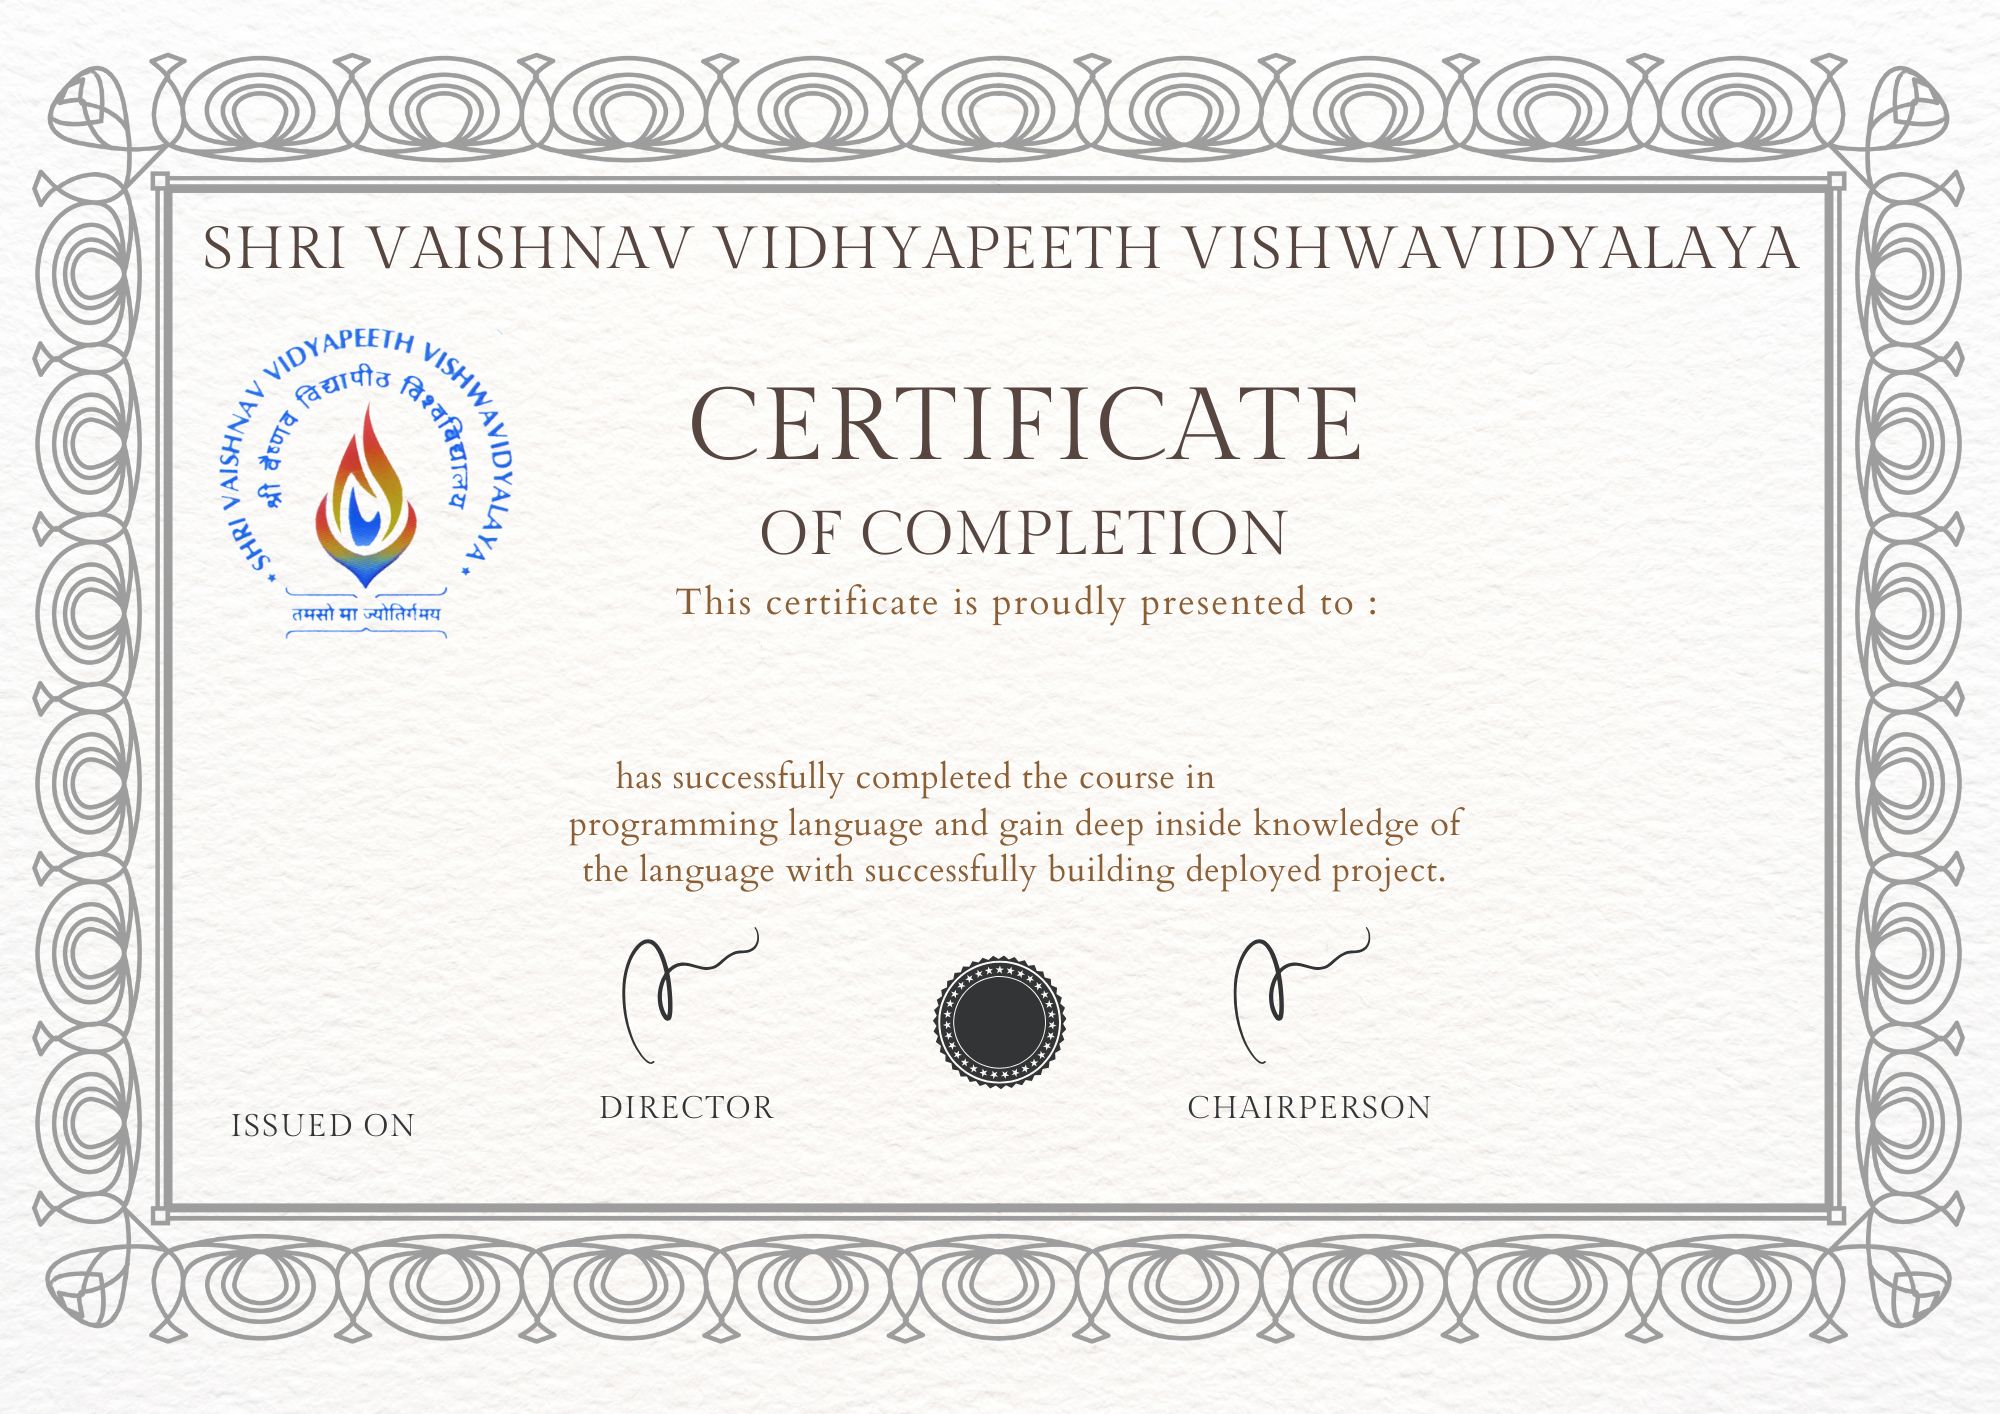 SHRI VAISHNAV VIDHYAPEETH VISHWAVIDYALAYA
SHRI VAISHNAV VIDYAPEETH VISHWAVIDYALAYA
श्री वैष्णव विद्यापीठ विश्वविद्यालय
तमसो मा ज्योतिर्गमय
CERTIFICATE
OF COMPLETION
This certificate is proudly presented to :
has successfully completed the course in
programming language and gain deep inside knowledge of
the language with successfully building deployed project.
DIRECTOR
CHAIRPERSON
ISSUED ON